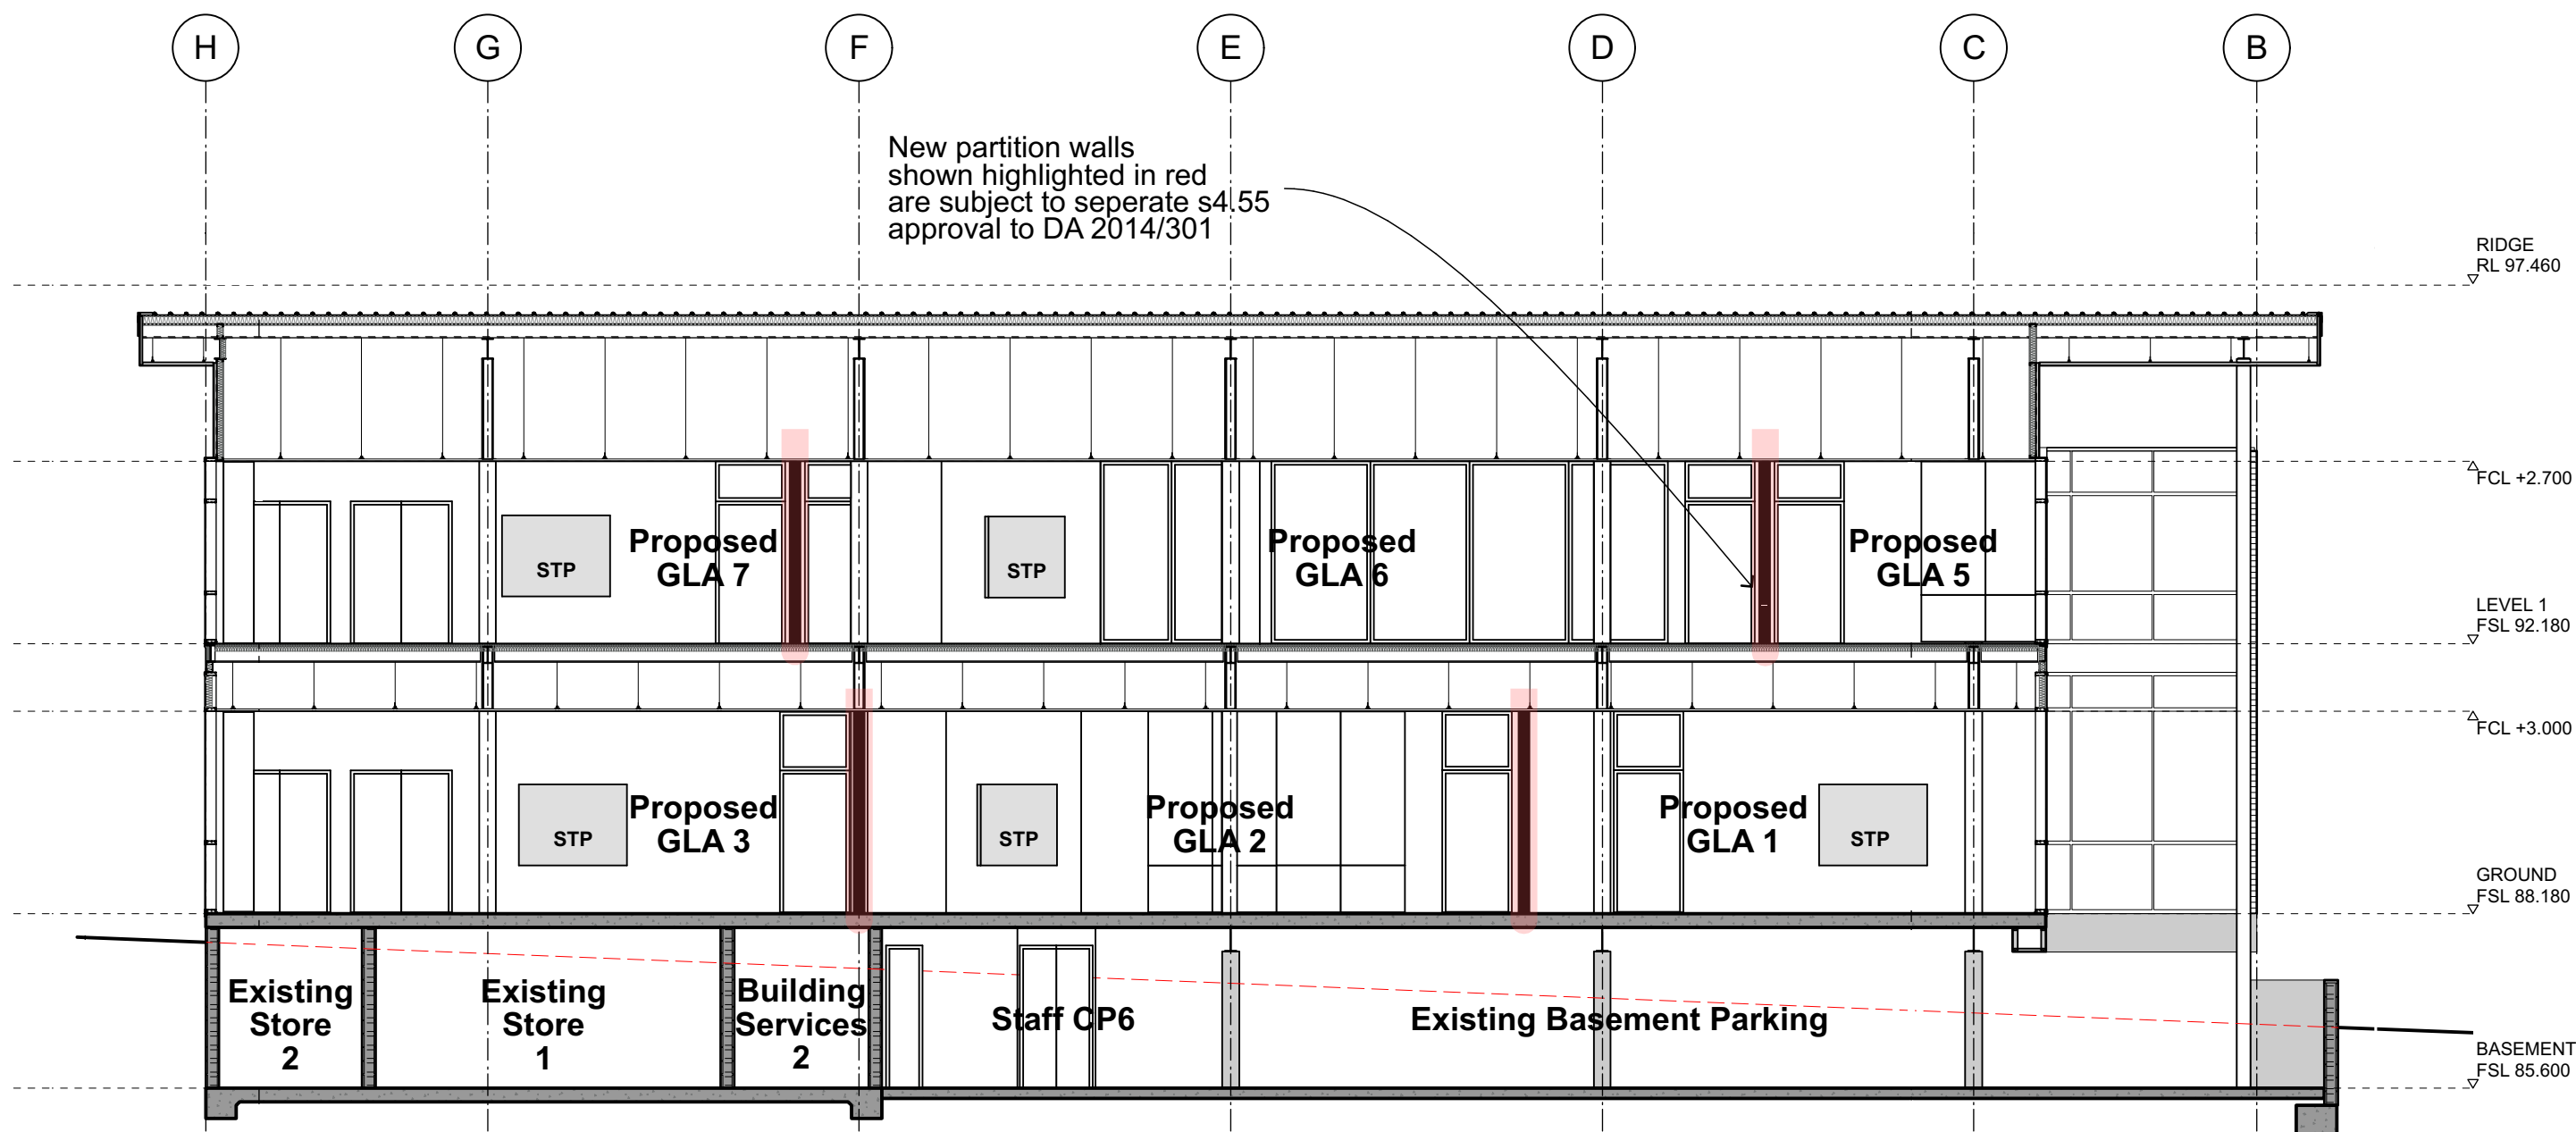 H
G
F
E
D
C
B
New partition walls
shown highlighted in red
are subject to seperate s4.55
approval to DA 2014/301
RIDGE
RL 97.460
FCL +2.700
Proposed
GLA 7
STP
STP
Proposed
GLA 6
Proposed
GLA 5
LEVEL 1
FSL 92.180
FCL +3.000
Proposed
GLA 3
STP
STP
Proposed
GLA 2
Proposed
GLA 1
STP
GROUND
FSL 88.180
Existing
Store
2
Existing
Store
1
Building
Services
2
Staff CP6
Existing Basement Parking
BASEMENT
FSL 85.600